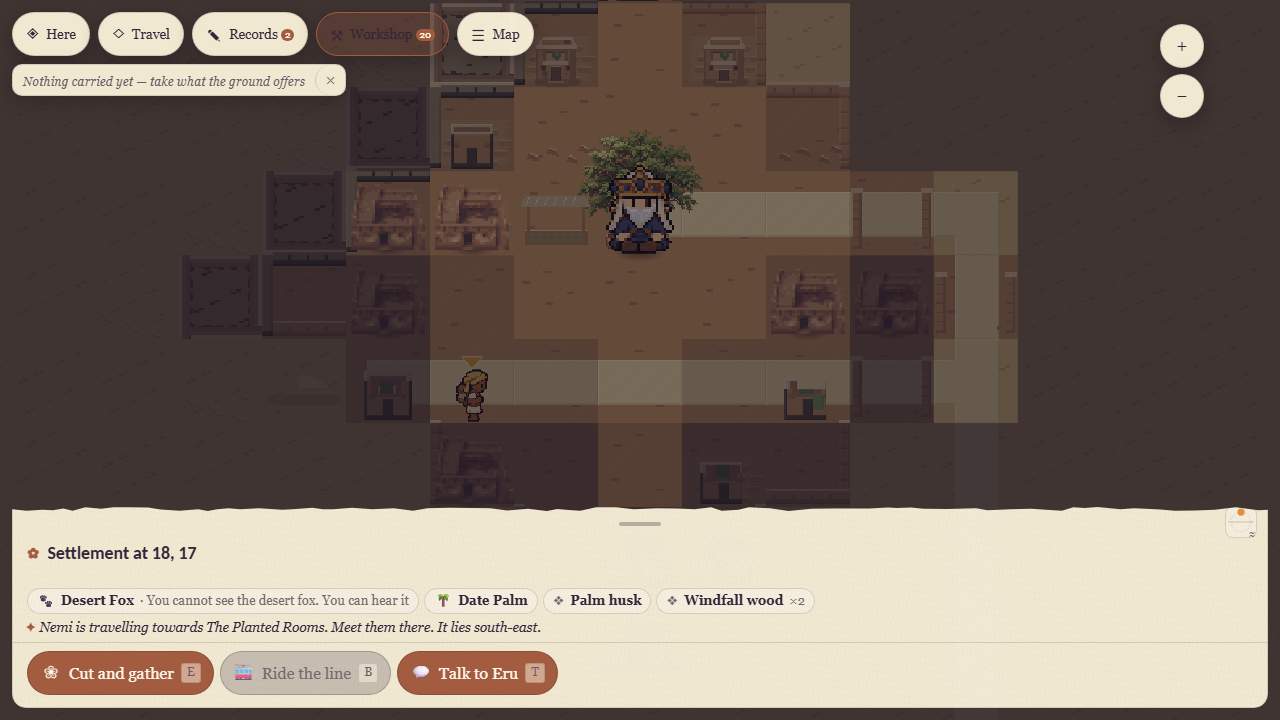 Here
Travel
Records 2
Workshop 20
Map
Nothing carried yet — take what the ground offers ×
+
−
Settlement at 18, 17
Desert Fox · You cannot see the desert fox. You can hear it
Date Palm
Palm husk
Windfall wood ×2
Nemi is travelling towards The Planted Rooms. Meet them there. It lies south-east.
Cut and gather E
Ride the line B
Talk to Eru T